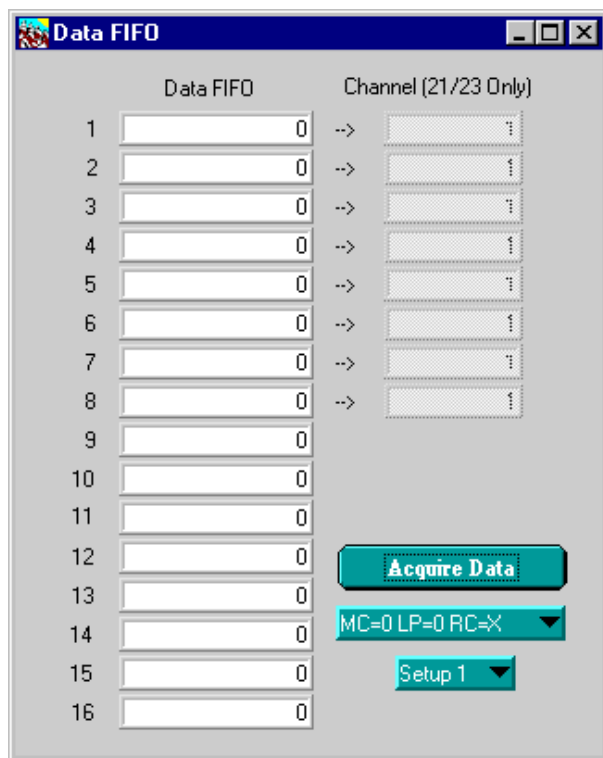 Data FIFO
Data FIFO Channel (21/23 Only)
1 0 --> 1
2 0 --> 1
3 0 --> 1
4 0 --> 1
5 0 --> 1
6 0 --> 1
7 0 --> 1
8 0 --> 1
9 0
10 0
11 0
12 0
Acquire Data
13 0
MC=0 LP=0 RC=X
14 0
15 0 Setup 1
16 0